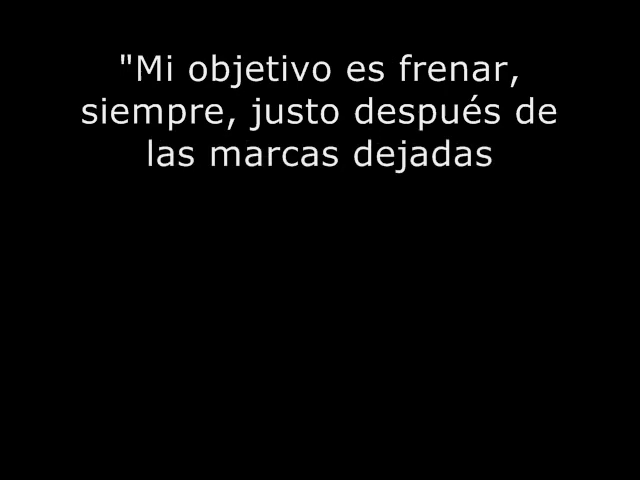 "Mi objetivo es frenar,
siempre, justo después de
las marcas dejadas